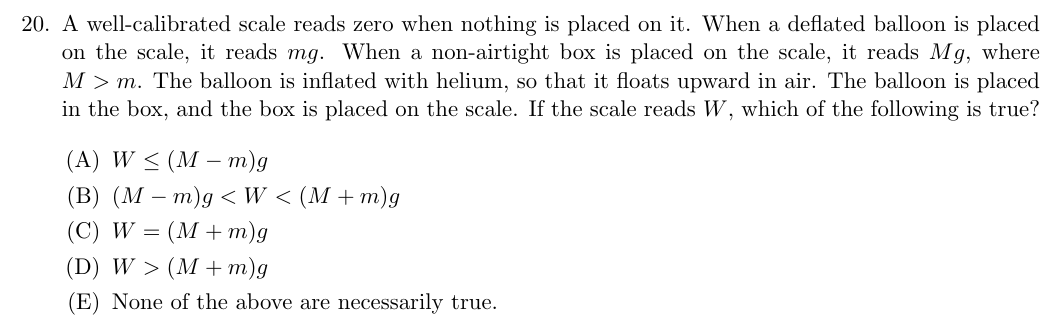 20. A well-calibrated scale reads zero when nothing is placed on it. When a deflated balloon is placed
on the scale, it reads mg. When a non-airtight box is placed on the scale, it reads Mg, where
M > m. The balloon is inflated with helium, so that it floats upward in air. The balloon is placed
in the box, and the box is placed on the scale. If the scale reads W, which of the following is true?
(A) W ≤ (M − m)g
(B) (M − m)g < W < (M + m)g
(C) W = (M + m)g
(D) W > (M + m)g
(E) None of the above are necessarily true.